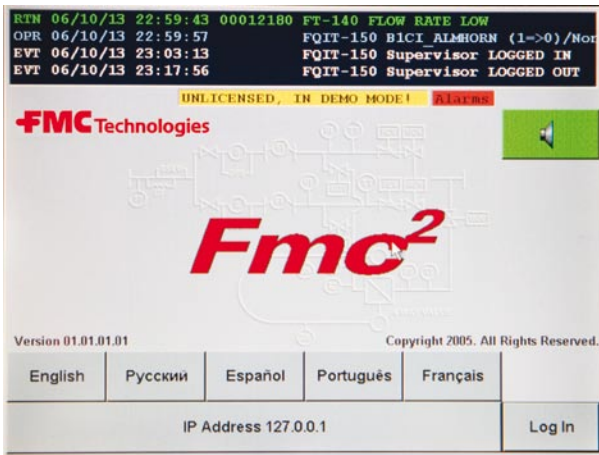 RTN 06/10/13 22:59:43 00012180 FT-140 FLOW RATE LOW
OPR 06/10/13 22:59:57 FQIT-150 B1CI_ALMHORN (1=>0)/Nor
EVT 06/10/13 23:03:13 FQIT-150 Supervisor LOGGED IN
EVT 06/10/13 23:17:56 FQIT-150 Supervisor LOGGED OUT
UNLICENSED, IN DEMO MODE! Alarms
FMC Technologies
Fmc²
Version 01.01.01.01 Copyright 2005. All Rights Reserved.
English Русский Español Português Français
IP Address 127.0.0.1 Log In